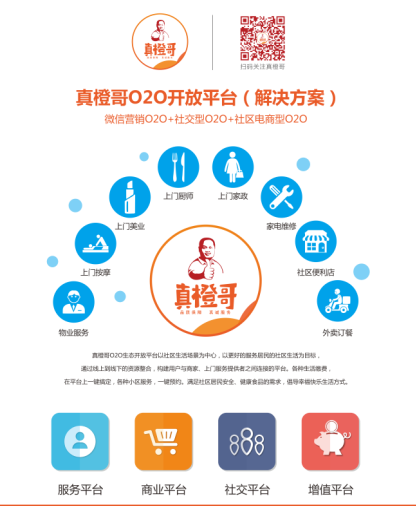 真橙哥
扫码关注真橙哥
真橙哥O2O开放平台（解决方案）
微信营销O2O+社交型O2O+社区电商型O2O
上门厨师
上门家政
上门美业
家电维修
上门按摩
社区便利店
真橙哥
物业服务
外卖订餐
真橙哥O2O生态开放平台以社区生活场景为中心，以更好的服务居民的社区生活为目标，
通过线上到线下的资源整合，构建用户与商家、上门服务提供者之间连接的平台。各种生活缴费，
在平台上一键搞定，各种小区服务，一键预约。满足社区居民安全、健康食品的需求，倡导幸福快乐生活方式。
服务平台
商业平台
社交平台
增值平台